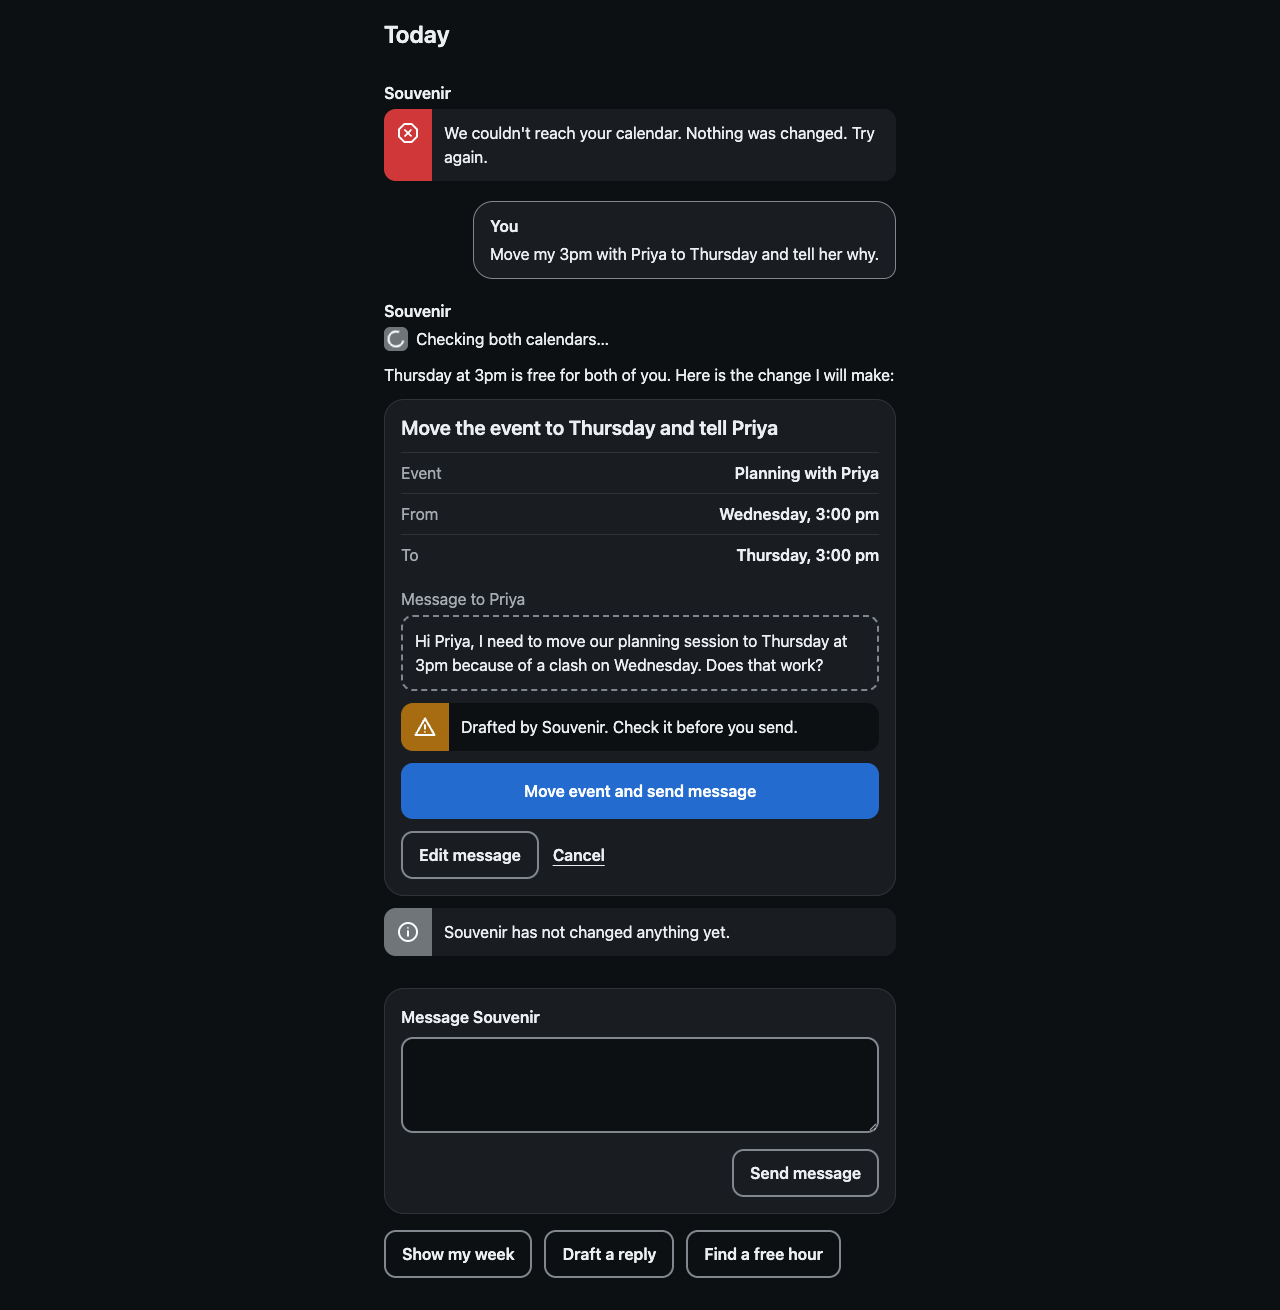 Today
Souvenir
We couldn't reach your calendar. Nothing was changed. Try
again.
You
Move my 3pm with Priya to Thursday and tell her why.
Souvenir
Checking both calendars...
Thursday at 3pm is free for both of you. Here is the change I will make:
Move the event to Thursday and tell Priya
Event Planning with Priya
From Wednesday, 3:00 pm
To Thursday, 3:00 pm
Message to Priya
Hi Priya, I need to move our planning session to Thursday at
3pm because of a clash on Wednesday. Does that work?
Drafted by Souvenir. Check it before you send.
Move event and send message
Edit message Cancel
Souvenir has not changed anything yet.
Message Souvenir
Send message
Show my week Draft a reply Find a free hour